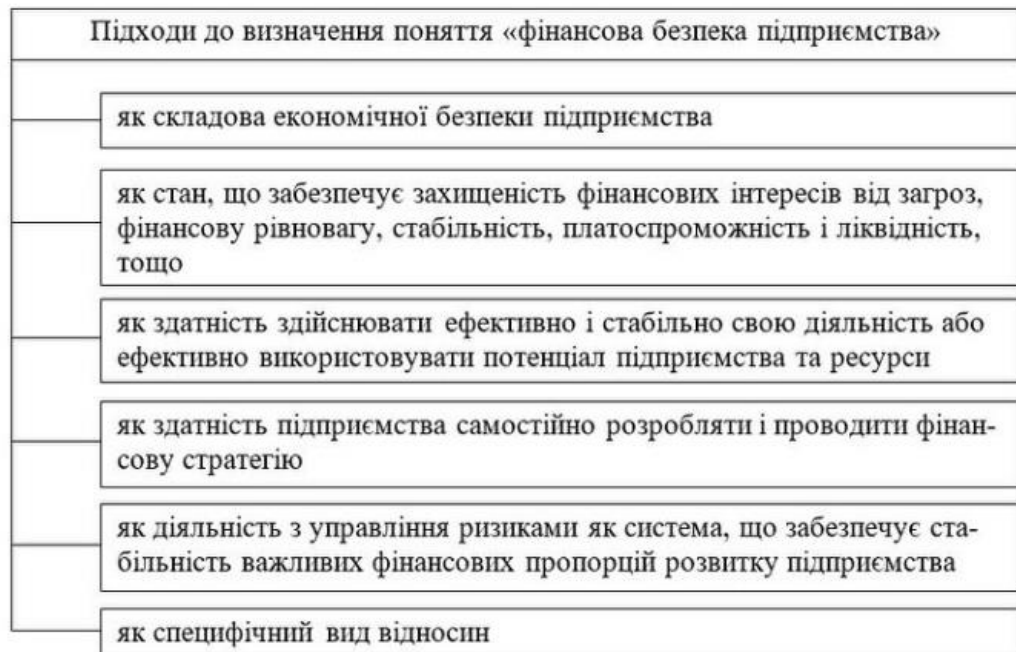 Підходи до визначення поняття «фінансова безпека підприємства»
як складова економічної безпеки підприємства
як стан, що забезпечує захищеність фінансових інтересів від загроз,
фінансову рівновагу, стабільність, платоспроможність і ліквідність,
тощо
як здатність здійснювати ефективно і стабільно свою діяльність або
ефективно використовувати потенціал підприємства та ресурси
як здатність підприємства самостійно розробляти і проводити фінан-
сову стратегію
як діяльність з управління ризиками як система, що забезпечує ста-
більність важливих фінансових пропорцій розвитку підприємства
як специфічний вид відносин